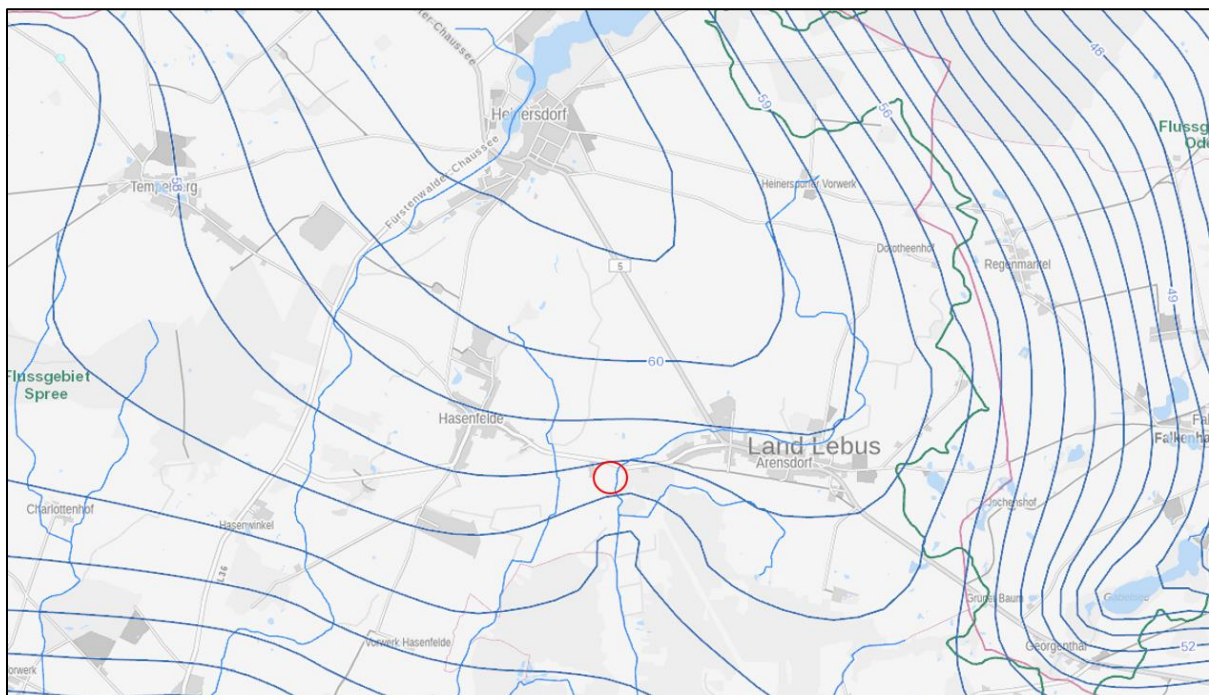 er-Chaussee
48
Heinersdorf
59
56
Flussg
Ode
Fürstenwalder-Chaussee
58
Tempelberg
Heinersdorfer Vorwerk
Dorotheenhof
Regenmantel
5
49
60
Flussgebiet
Spree
Hasenfelde
Land Lebus
Arensdorf
Fal
Falkenha
Charlottenhof
Hasenwinkel
Jochenshof
L36
Grüner Baum
Vorwerk Hasenfelde
Georgenthal
52
orwerk